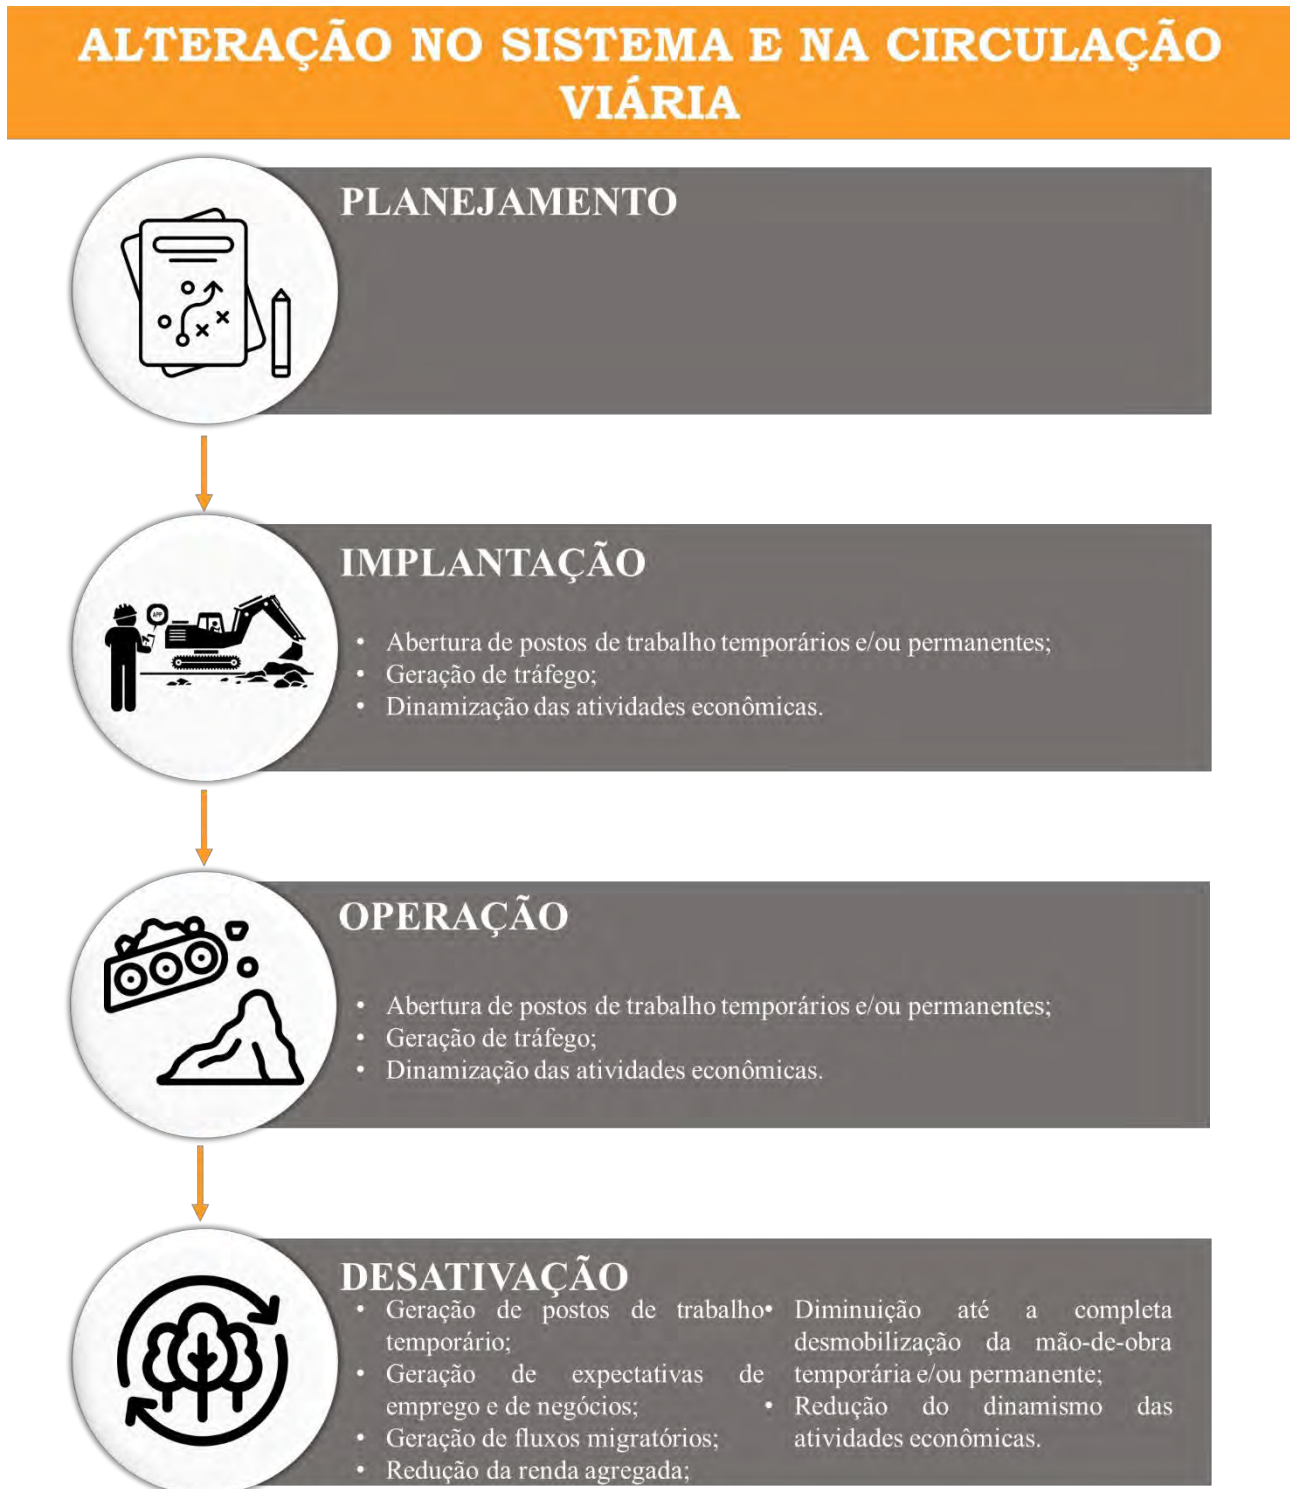 ALTERAÇÃO NO SISTEMA E NA CIRCULAÇÃO
VIÁRIA
PLANEJAMENTO
IMPLANTAÇÃO
APP
• Abertura de postos de trabalho temporários e/ou permanentes;
• Geração de tráfego;
• Dinamização das atividades econômicas.
OPERAÇÃO
• Abertura de postos de trabalho temporários e/ou permanentes;
• Geração de tráfego;
• Dinamização das atividades econômicas.
DESATIVAÇÃO
• Geração de postos de trabalho
temporário;
• Geração de expectativas de
emprego e de negócios;
• Geração de fluxos migratórios;
• Redução da renda agregada;
• Diminuição até a completa
desmobilização da mão-de-obra
temporária e/ou permanente;
• Redução do dinamismo das
atividades econômicas.